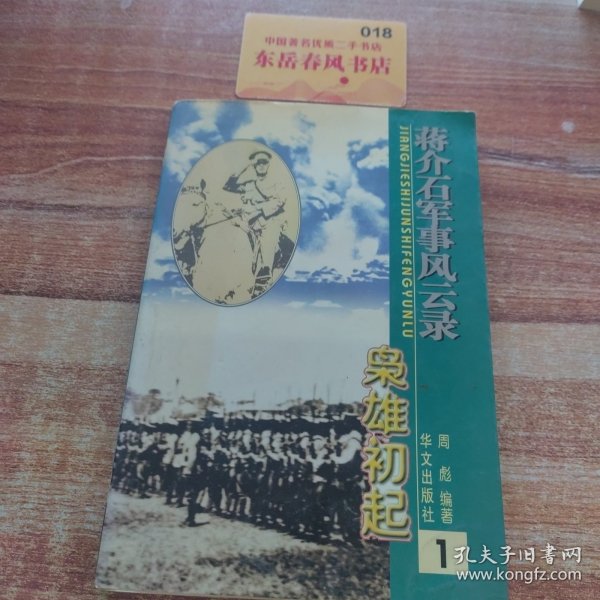 018
中国著名优质二手书店
东岳春风书店
蒋介石军事风云录
JIANGJIESHIJUNSHIFENGYUNLU
枭雄初起
周彪 编著
华文出版社
1
孔夫子旧书网
www.kongfz.com